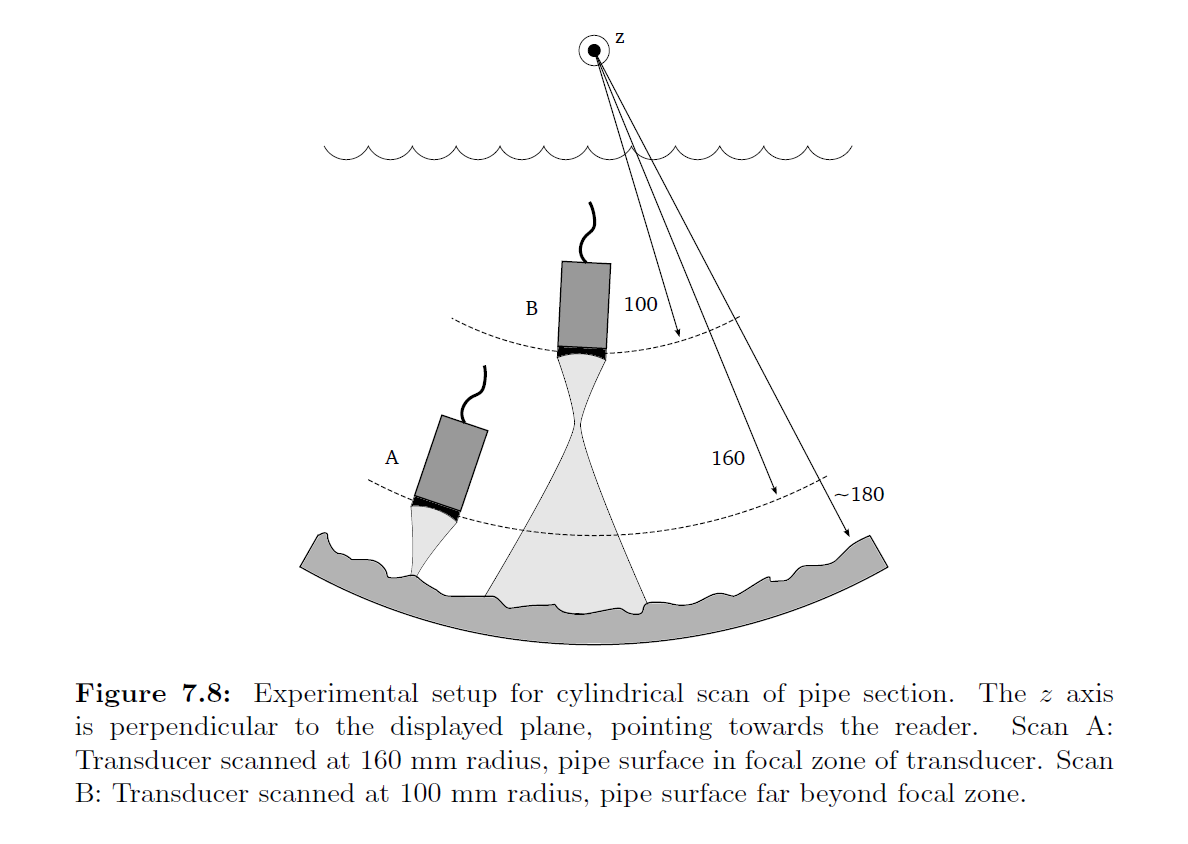 z
B
100
A
160
~180
Figure 7.8: Experimental setup for cylindrical scan of pipe section. The z axis
is perpendicular to the displayed plane, pointing towards the reader. Scan A:
Transducer scanned at 160 mm radius, pipe surface in focal zone of transducer. Scan
B: Transducer scanned at 100 mm radius, pipe surface far beyond focal zone.